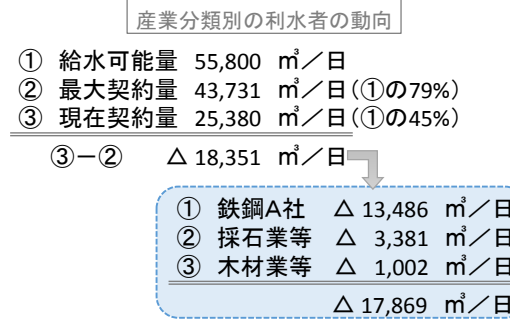 産業分類別の利水者の動向
① 給水可能量 55,800 ㎥／日
② 最大契約量 43,731 ㎥／日(①の79%)
③ 現在契約量 25,380 ㎥／日(①の45%)
③－② △ 18,351 ㎥／日
① 鉄鋼A社 △ 13,486 ㎥／日
② 採石業等 △ 3,381 ㎥／日
③ 木材業等 △ 1,002 ㎥／日
△ 17,869 ㎥／日